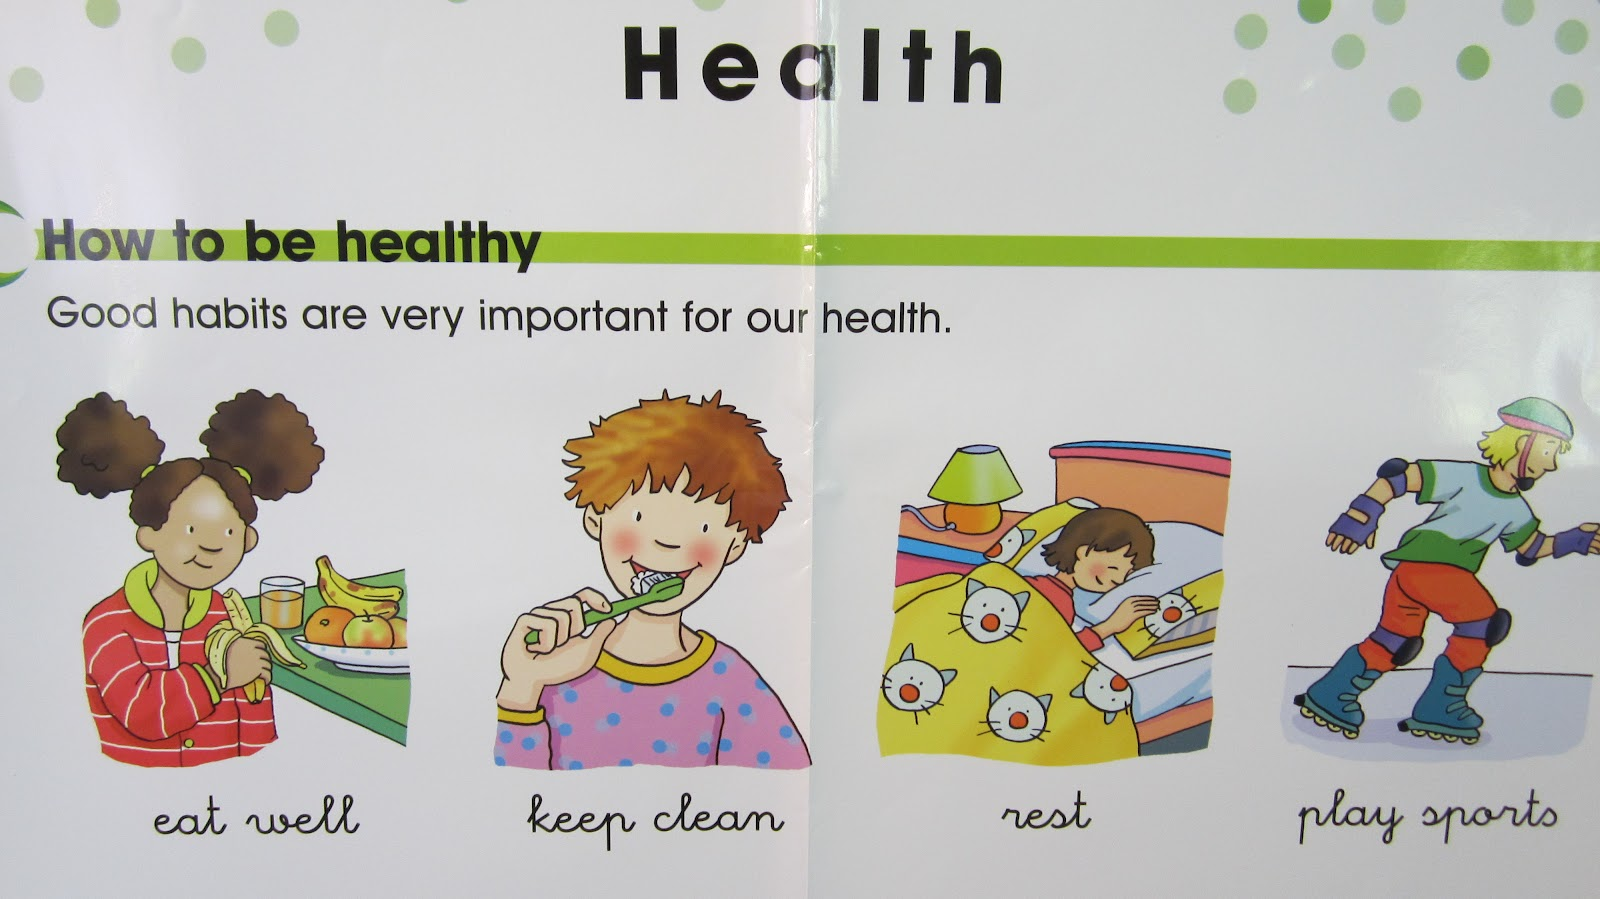 Health
How to be healthy
Good habits are very important for our health.
eat well
keep clean
rest
play sports